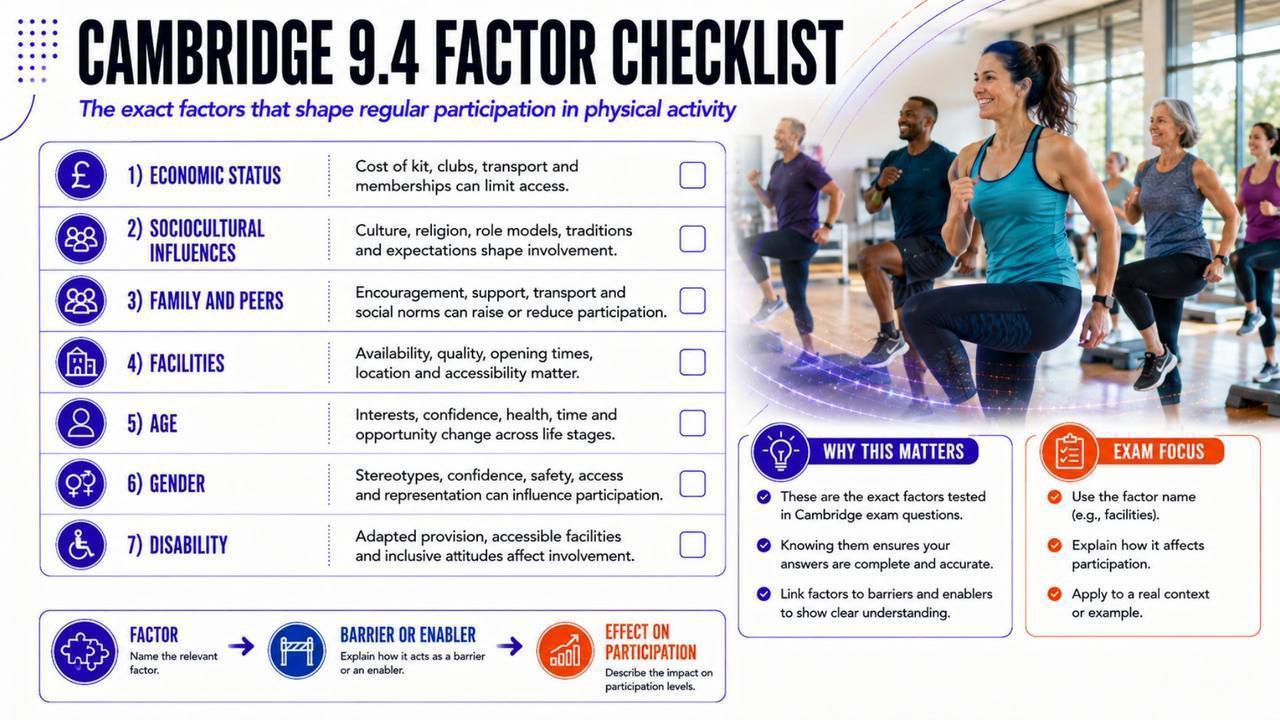 CAMBRIDGE 9.4 FACTOR CHECKLIST
The exact factors that shape regular participation in physical activity
£
1) ECONOMIC STATUS
Cost of kit, clubs, transport and
memberships can limit access.
2) SOCIOCULTURAL
INFLUENCES
Culture, religion, role models, traditions
and expectations shape involvement.
3) FAMILY AND PEERS
Encouragement, support, transport and
social norms can raise or reduce participation.
4) FACILITIES
Availability, quality, opening times,
location and accessibility matter.
5) AGE
Interests, confidence, health, time and
opportunity change across life stages.
6) GENDER
Stereotypes, confidence, safety, access
and representation can influence participation.
7) DISABILITY
Adapted provision, accessible facilities
and inclusive attitudes affect involvement.
FACTOR
Name the relevant
factor.
BARRIER OR ENABLER
Explain how it acts as a barrier
or an enabler.
EFFECT ON
PARTICIPATION
Describe the impact on
participation levels.
WHY THIS MATTERS
These are the exact factors tested
in Cambridge exam questions.
Knowing them ensures your
answers are complete and accurate.
Link factors to barriers and enablers
to show clear understanding.
EXAM FOCUS
Use the factor name
(e.g., facilities).
Explain how it affects
participation.
Apply to a real context
or example.